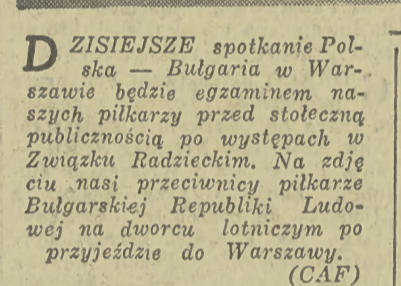 DZISIEJSZE spotkanie Pol-
ska — Bułgaria w War-
szawie będzie egzaminem na-
szych piłkarzy przed stołeczną
publicznością po występach w
Związku Radzieckim. Na zdję
ciu nasi przeciwnicy piłkarze
Bułgarskiej Republiki Ludo-
wej na dworcu lotniczym po
przyjeździe do Warszawy.
(CAF)